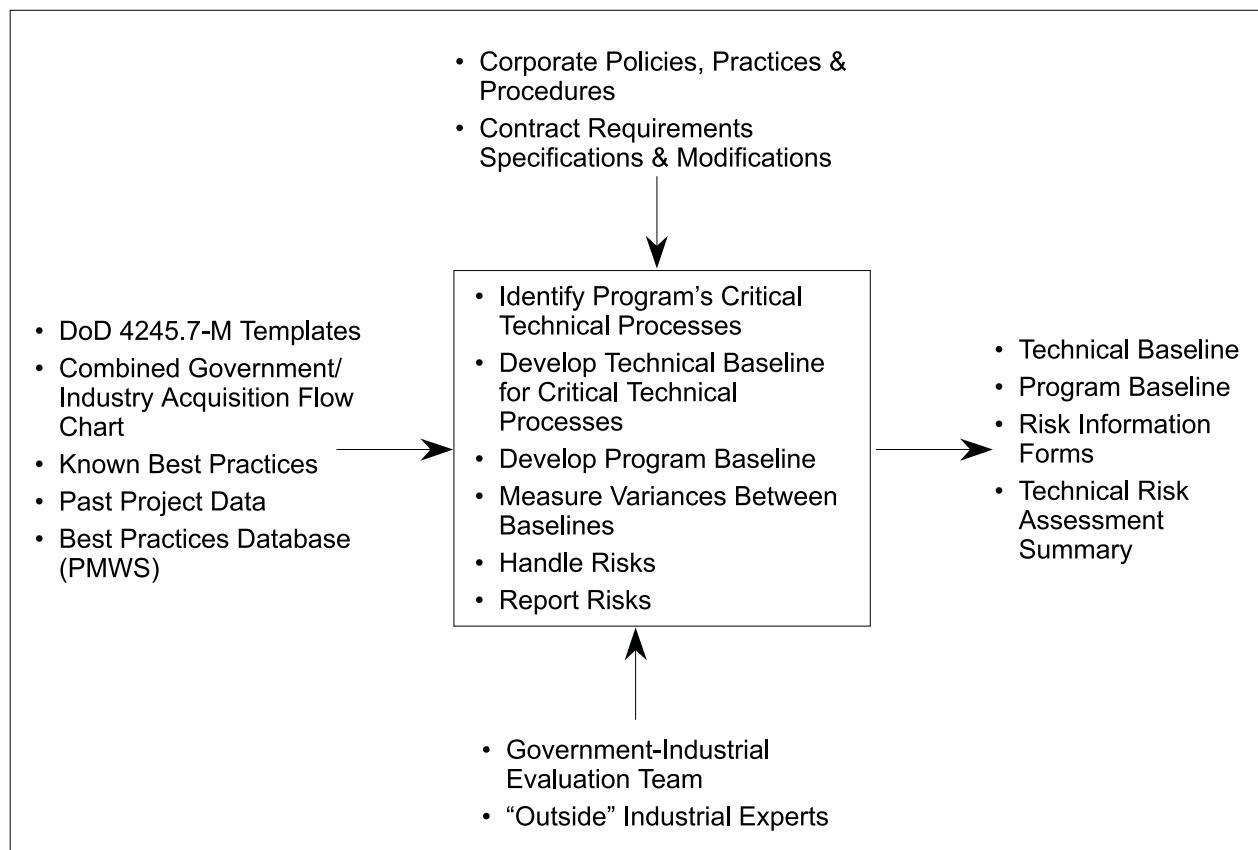 • Corporate Policies, Practices &
Procedures
• Contract Requirements
Specifications & Modifications
• DoD 4245.7-M Templates
• Combined Government/
Industry Acquisition Flow
Chart
• Known Best Practices
• Past Project Data
• Best Practices Database
(PMWS)
• Identify Program’s Critical
Technical Processes
• Develop Technical Baseline
for Critical Technical
Processes
• Develop Program Baseline
• Measure Variances Between
Baselines
• Handle Risks
• Report Risks
• Technical Baseline
• Program Baseline
• Risk Information
Forms
• Technical Risk
Assessment
Summary
• Government-Industrial
Evaluation Team
• “Outside” Industrial Experts